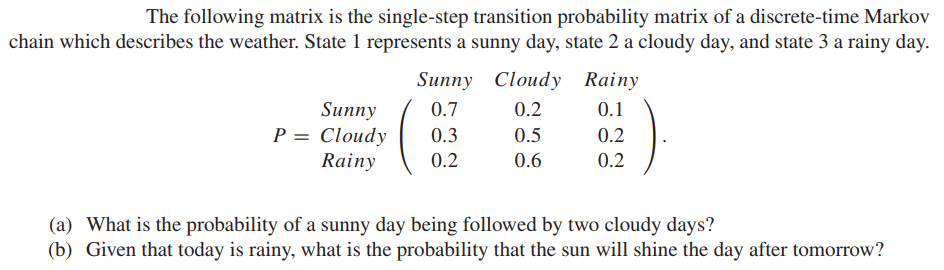 The following matrix is the single-step transition probability matrix of a discrete-time Markov
chain which describes the weather. State 1 represents a sunny day, state 2 a cloudy day, and state 3 a rainy day.
Sunny Cloudy Rainy
Sunny 0.7 0.2 0.1
P = Cloudy 0.3 0.5 0.2 .
Rainy 0.2 0.6 0.2
(a) What is the probability of a sunny day being followed by two cloudy days?
(b) Given that today is rainy, what is the probability that the sun will shine the day after tomorrow?